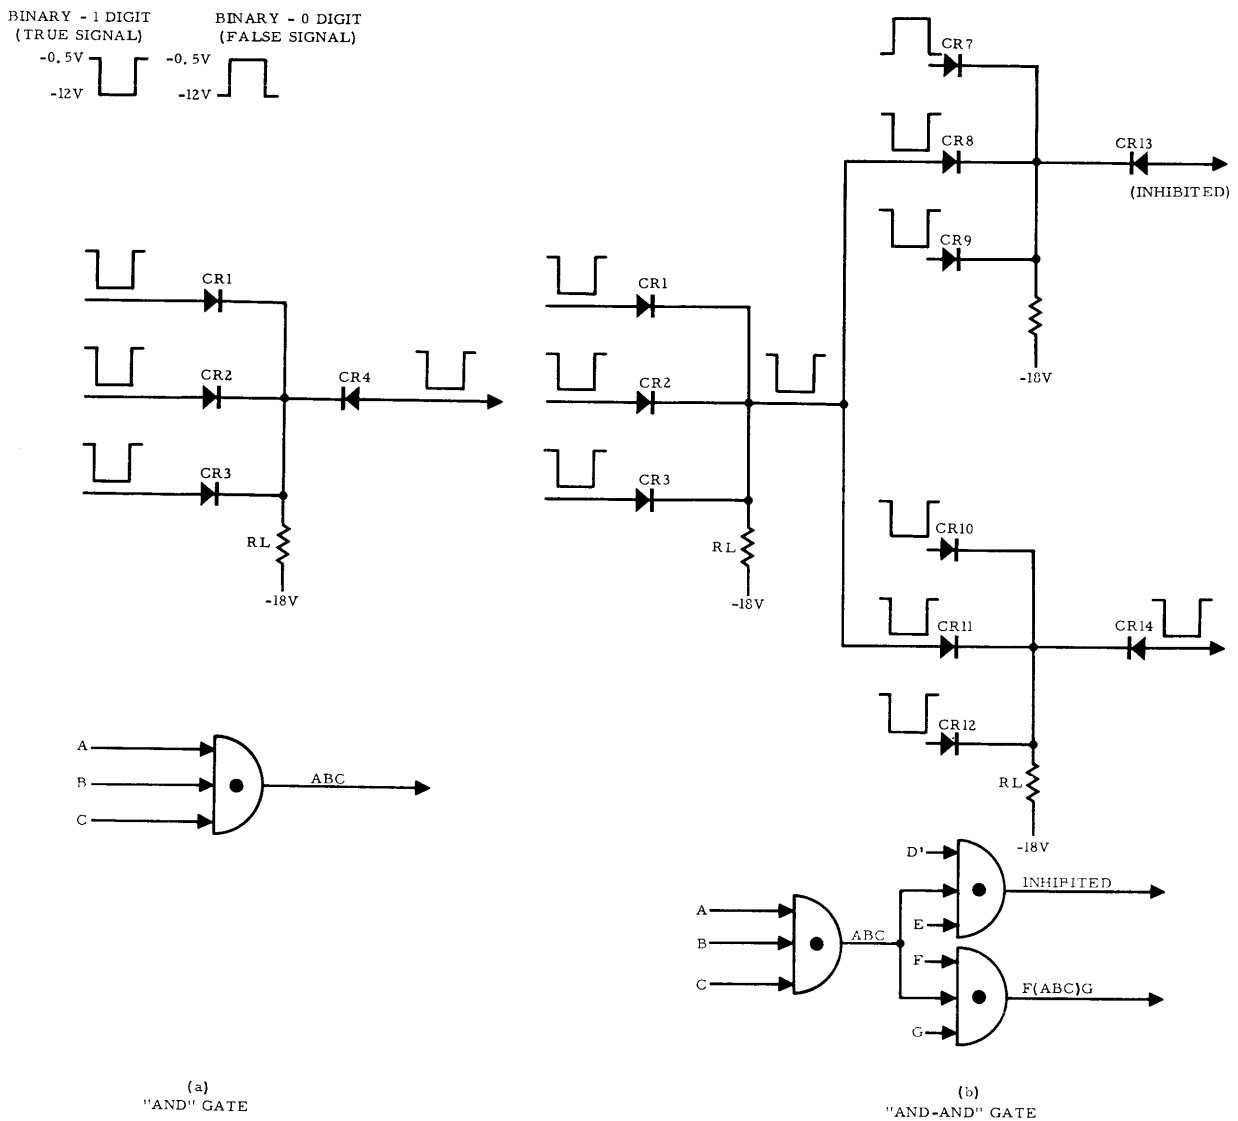 BINARY - 1 DIGIT
(TRUE SIGNAL)
BINARY - 0 DIGIT
(FALSE SIGNAL)
-0.5V
-12V
-0.5V
-12V
CR1
CR2
CR3
CR4
RL
-18V
A
B
C
ABC
(a)
"AND" GATE
CR1
CR2
CR3
RL
-18V
CR7
CR8
CR9
CR13
(INHIBITED)
-18V
CR10
CR11
CR12
CR14
RL
-18V
A
B
C
ABC
D'
E
INHIBITED
F
G
F(ABC)G
(b)
"AND-AND" GATE